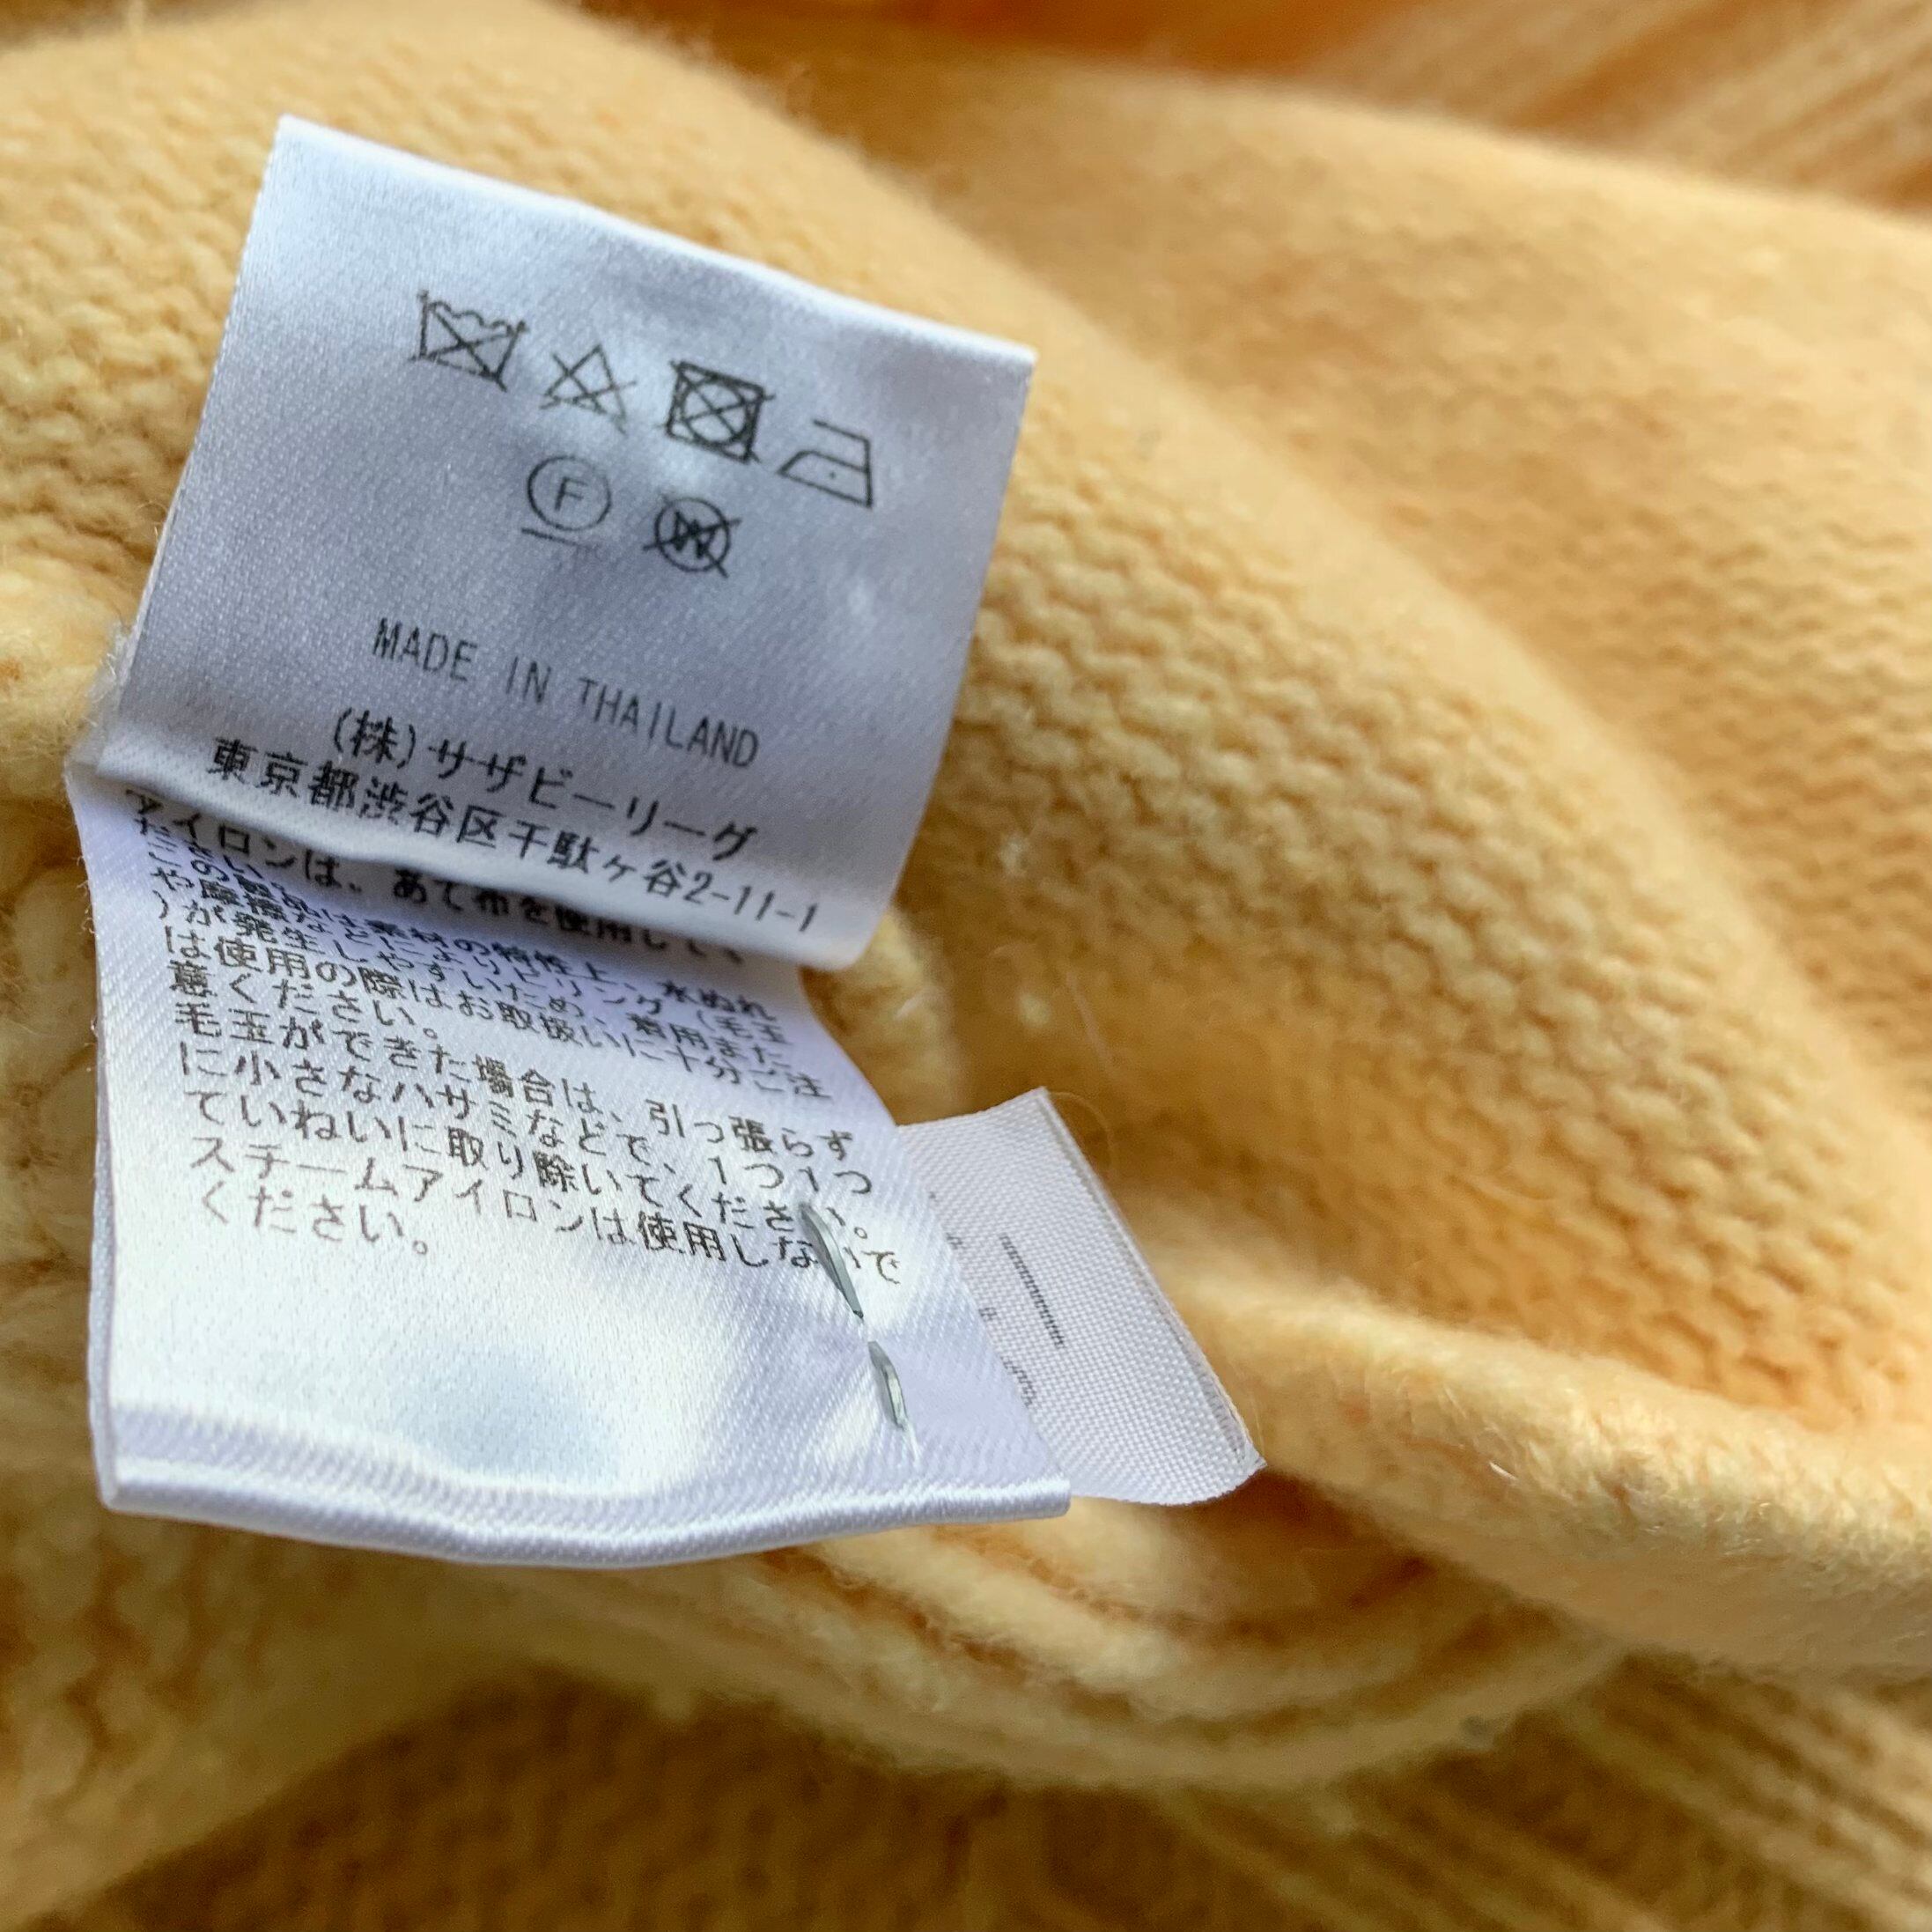 F
W
MADE IN THAILAND
(株)サザビーリーグ
東京都渋谷区千駄ヶ谷2-11-1
アイロンは、あて布を使用して
ださい。
この製品は素材の特性上、水ぬれ
や摩擦などによりピリング(毛玉
)が発生しやすいため、着用また
は使用の際はお取扱いに十分ご注
意ください。
毛玉ができた場合は、引っ張らず
に小さなハサミなどで、1つ1つ
ていねいに取り除いてください。
スチームアイロンは使用しないで
ください。